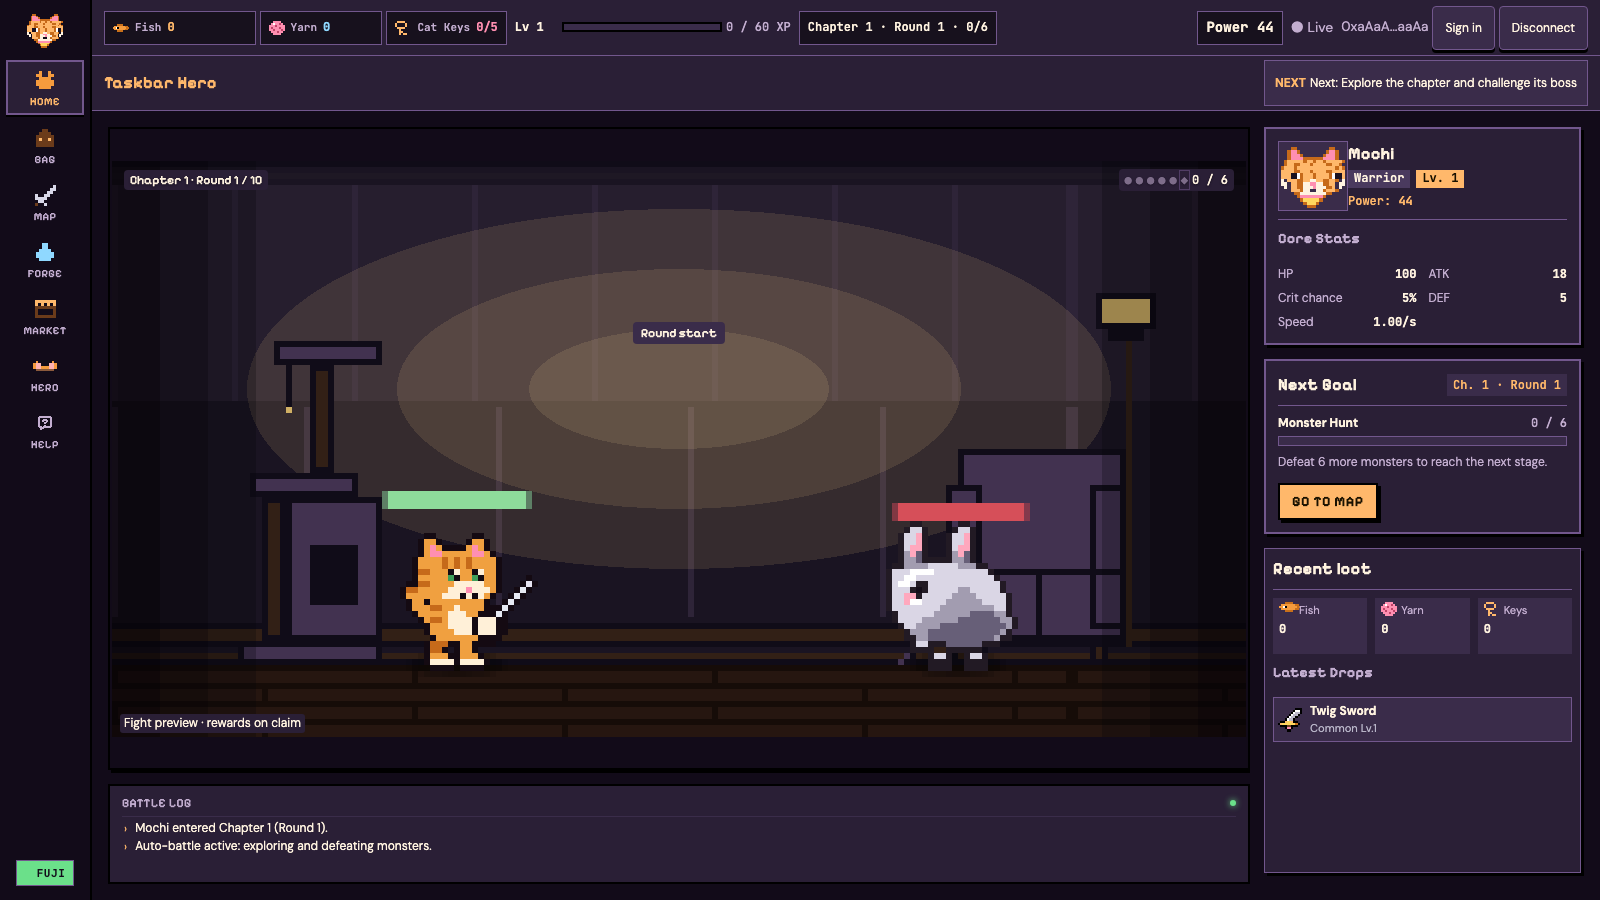 Fish 0
Yarn 0
Cat Keys 0/5
Lv 1
0 / 60 XP
Chapter 1 · Round 1 · 0/6
Power 44
Live
0xaAaA...aaAa
Sign in
Disconnect
HOME
BAG
MAP
FORGE
MARKET
HERO
HELP
FUJI
Taskbar Hero
NEXT Next: Explore the chapter and challenge its boss
Chapter 1 · Round 1 / 10
0 / 6
Round start
Fight preview · rewards on claim
BATTLE LOG
› Mochi entered Chapter 1 (Round 1).
› Auto-battle active: exploring and defeating monsters.
Mochi
Warrior Lv. 1
Power: 44
Core Stats
HP 100 ATK 18
Crit chance 5% DEF 5
Speed 1.00/s
Next Goal
Ch. 1 · Round 1
Monster Hunt 0 / 6
Defeat 6 more monsters to reach the next stage.
GO TO MAP
Recent loot
Fish
0
Yarn
0
Keys
0
Latest Drops
Twig Sword
Common Lv.1